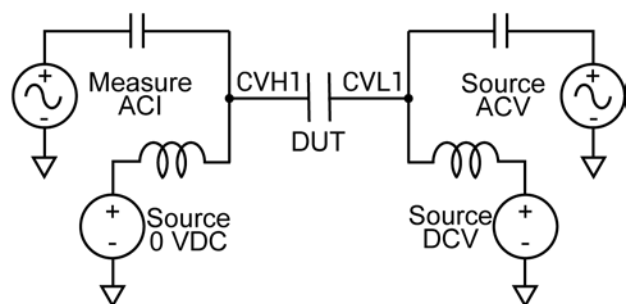 CVH1 CVL1
Measure
ACI
Source
ACV
DUT
Source
0 VDC
Source
DCV
+
-
+
-
+
-
+
-